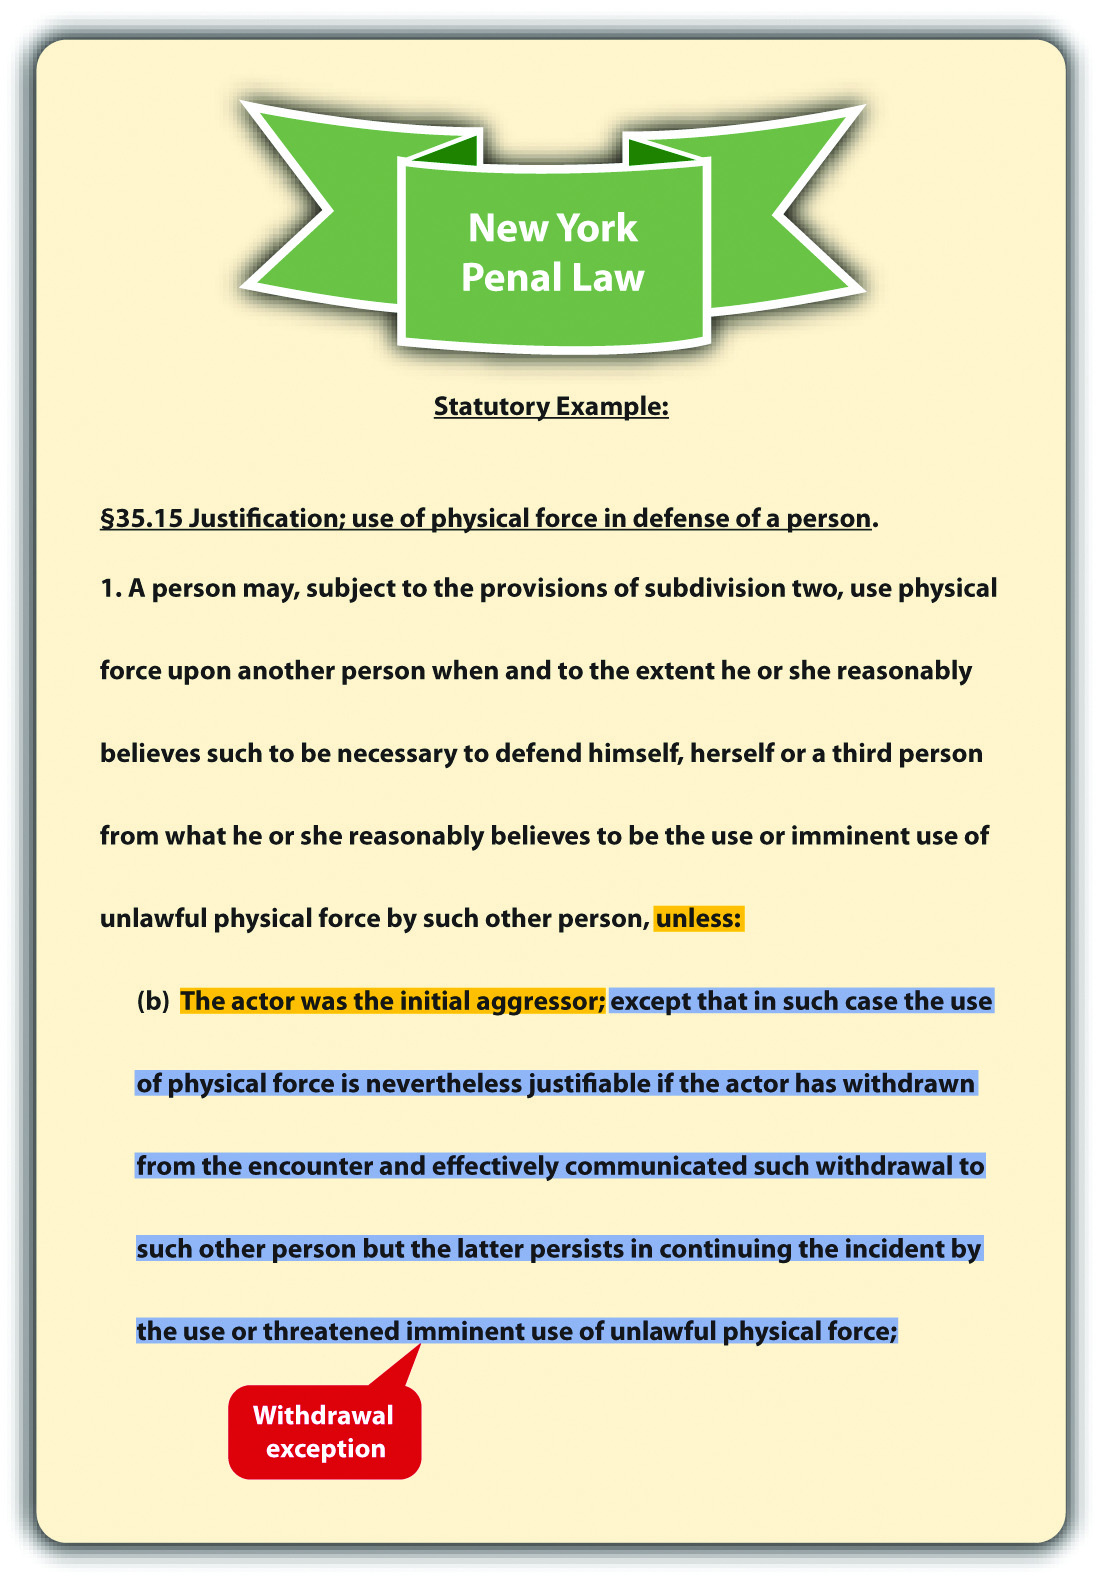 New York
Penal Law
Statutory Example:
§35.15 Justification; use of physical force in defense of a person.
1. A person may, subject to the provisions of subdivision two, use physical
force upon another person when and to the extent he or she reasonably
believes such to be necessary to defend himself, herself or a third person
from what he or she reasonably believes to be the use or imminent use of
unlawful physical force by such other person, unless:
(b) The actor was the initial aggressor; except that in such case the use
of physical force is nevertheless justifiable if the actor has withdrawn
from the encounter and effectively communicated such withdrawal to
such other person but the latter persists in continuing the incident by
the use or threatened imminent use of unlawful physical force;
Withdrawal
exception